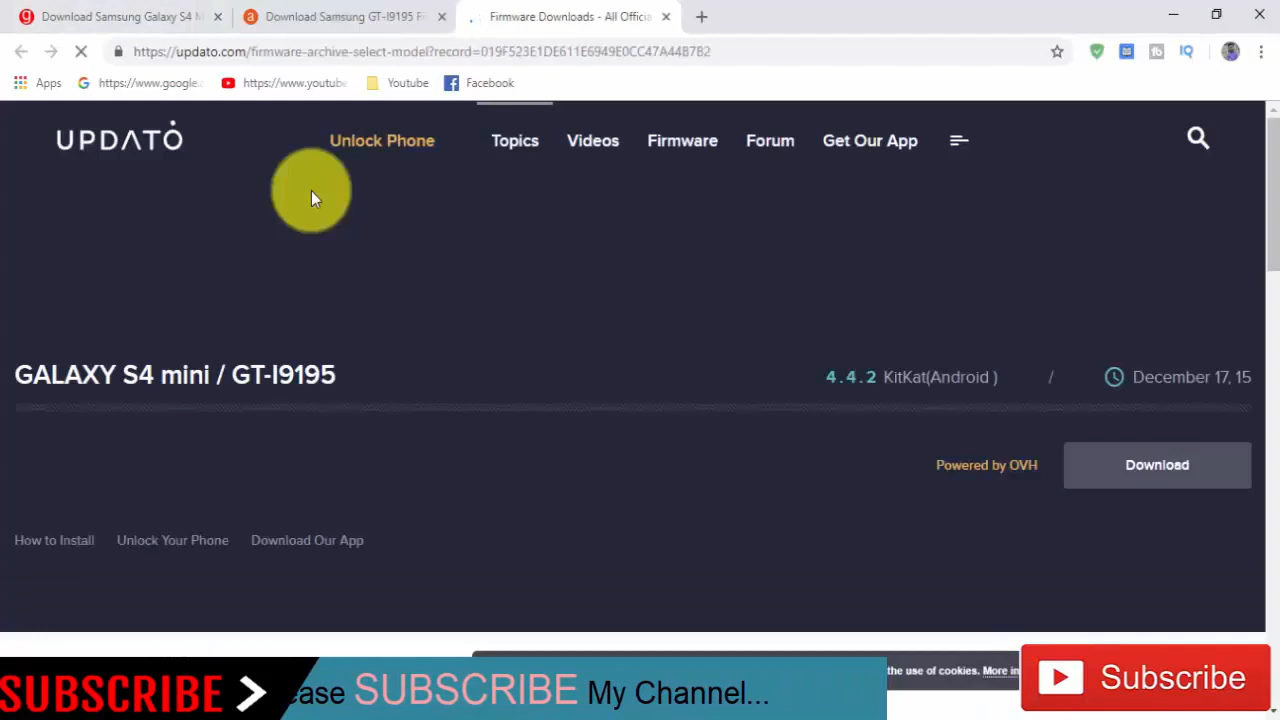 g Download Samsung Galaxy S4 M
a Download Samsung GT-I9195 Fi
Firmware Downloads - All Officia
https://updato.com/firmware-archive-select-model?record=019F523E1DE611E6949E0CC47A44B7B2
Apps
https://www.google.c
https://www.youtube
Youtube
Facebook
UPDATO
Unlock Phone
Topics
Videos
Firmware
Forum
Get Our App
GALAXY S4 mini / GT-I9195
4.4.2 KitKat(Android ) / December 17, 15
Powered by OVH
Download
How to Install
Unlock Your Phone
Download Our App
the use of cookies. More in
SUBSCRIBE
ease SUBSCRIBE My Channel...
Subscribe